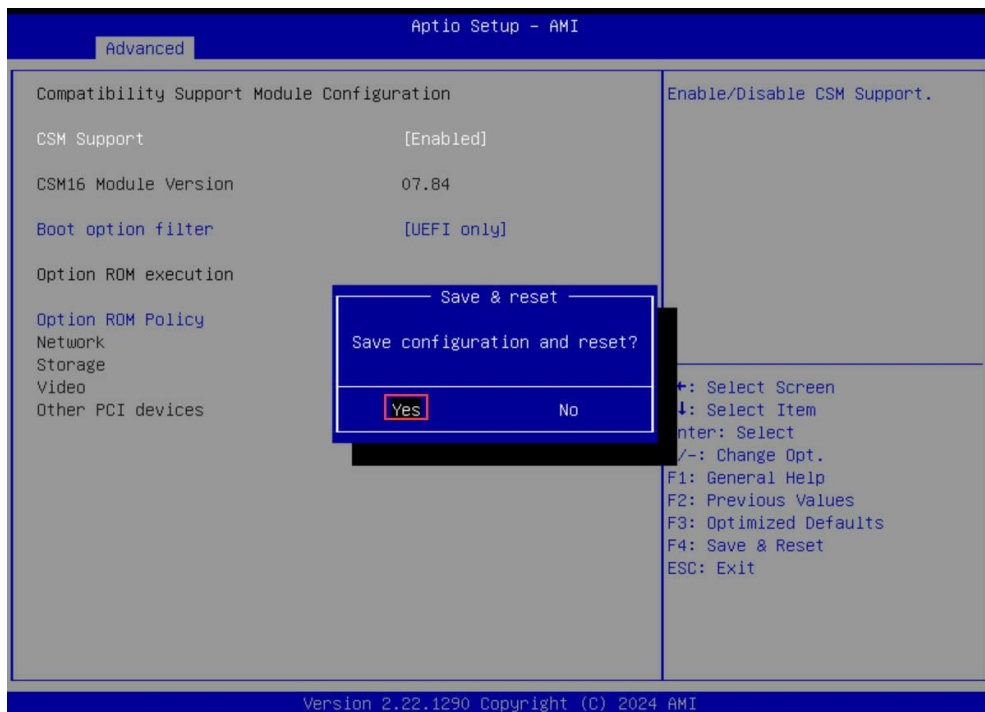 Aptio Setup – AMI
Advanced
Compatibility Support Module Configuration
CSM Support [Enabled]
CSM16 Module Version 07.84
Boot option filter [UEFI only]
Option ROM execution
Option ROM Policy
Network
Storage
Video
Other PCI devices
Enable/Disable CSM Support.
Save & reset
Save configuration and reset?
Yes No
←: Select Screen
↓: Select Item
nter: Select
/-: Change Opt.
F1: General Help
F2: Previous Values
F3: Optimized Defaults
F4: Save & Reset
ESC: Exit
Version 2.22.1290 Copyright (C) 2024 AMI